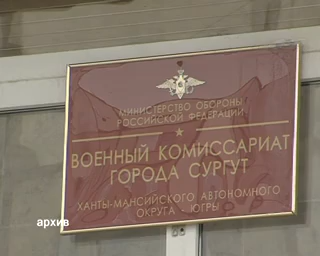 МИНИСТЕРСТВО ОБОРОНЫ
РОССИЙСКОЙ ФЕДЕРАЦИИ
ВОЕННЫЙ КОМИССАРИАТ
ГОРОДА СУРГУТ
ХАНТЫ-МАНСИЙСКОГО АВТОНОМНОГО
ОКРУГА - ЮГРЫ
архив